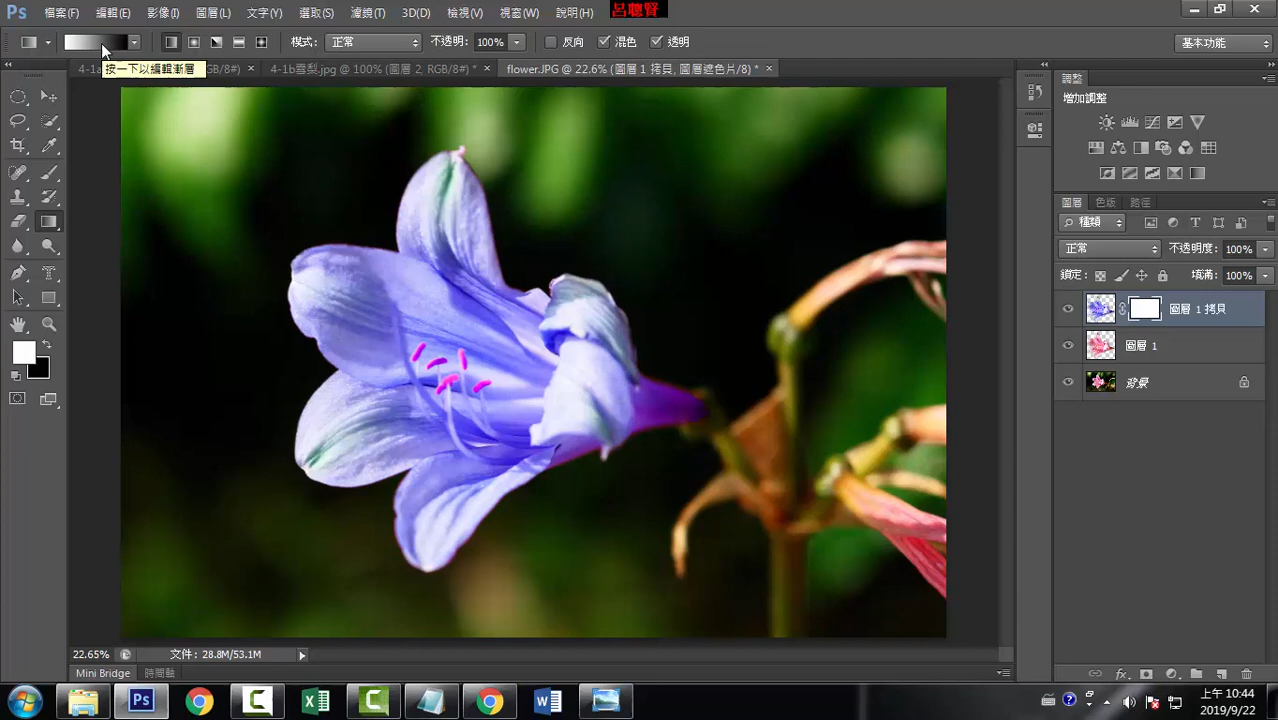 Ps 檔案(F) 編輯(E) 影像(I) 圖層(L) 文字(Y) 選取(S) 濾鏡(T) 3D(D) 檢視(V) 視窗(W) 說明(H) 呂聰賢
模式: 正常 不透明: 100% 反向 混色 透明 基本功能
按一下以編輯漸層
4-1a
GB/8#) × 4-1b雪梨.jpg @ 100% (圖層 2, RGB/8#) * × flower.JPG @ 22.6% (圖層 1 拷貝, 圖層遮色片/8) * ×
調整
增加調整
圖層 色版 路徑
種類
正常 不透明度: 100%
鎖定: 填滿: 100%
圖層 1 拷貝
圖層 1
背景
22.65% 文件: 28.8M/53.1M
Mini Bridge 時間軸
上午 10:44
2019/9/22